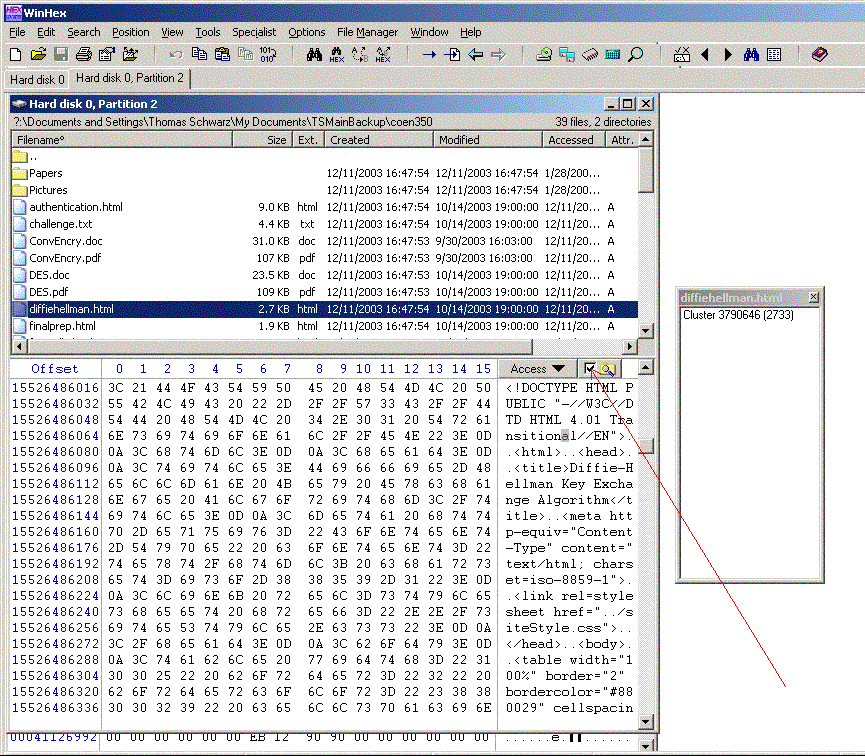 WinHex
File Edit Search Position View Tools Specialist Options File Manager Window Help
Hard disk 0 Hard disk 0, Partition 2
Hard disk 0, Partition 2
?:\Documents and Settings\Thomas Schwarz\My Documents\TSMainBackup\coen350 39 files, 2 directories
Filename° Size Ext. Created Modified Accessed Attr.
..
Papers 12/11/2003 16:47:54 12/11/2003 16:47:54 1/28/200...
Pictures 12/11/2003 16:47:54 12/11/2003 16:47:54 1/28/200...
authentication.html 9.0 KB html 12/11/2003 16:47:54 10/14/2003 19:00:00 12/11/20... A
challenge.txt 4.4 KB txt 12/11/2003 16:47:54 10/14/2003 19:00:00 12/11/20... A
ConvEncry.doc 31.0 KB doc 12/11/2003 16:47:53 9/30/2003 16:03:00 12/11/20... A
ConvEncry.pdf 107 KB pdf 12/11/2003 16:47:53 9/30/2003 16:03:00 12/11/20... A
DES.doc 23.5 KB doc 12/11/2003 16:47:53 10/14/2003 19:00:00 12/11/20... A
DES.pdf 109 KB pdf 12/11/2003 16:47:53 10/14/2003 19:00:00 12/11/20... A
diffiehellman.html 2.7 KB html 12/11/2003 16:47:54 10/14/2003 19:00:00 12/11/20... A
finalprep.html 1.9 KB html 12/11/2003 16:47:54 10/14/2003 19:00:00 12/11/20... A
diffiehellman.html
Cluster 3790646 (2733)
Offset 0 1 2 3 4 5 6 7 8 9 10 11 12 13 14 15 Access
15526486016 3C 21 44 4F 43 54 59 50 45 20 48 54 4D 4C 20 50 <!DOCTYPE HTML P
15526486032 55 42 4C 49 43 20 22 2D 2F 2F 57 33 43 2F 2F 44 UBLIC "-//W3C//D
15526486048 54 44 20 48 54 4D 4C 20 34 2E 30 31 20 54 72 61 TD HTML 4.01 Tra
15526486064 6E 73 69 74 69 6F 6E 61 6C 2F 2F 45 4E 22 3E 0D nsitional//EN">.
15526486080 0A 3C 68 74 6D 6C 3E 0D 0A 3C 68 65 61 64 3E 0D .<html>..<head>.
15526486096 0A 3C 74 69 74 6C 65 3E 44 69 66 66 69 65 2D 48 .<title>Diffie-H
15526486112 65 6C 6C 6D 61 6E 20 4B 65 79 20 45 78 63 68 61 ellman Key Excha
15526486128 6E 67 65 20 41 6C 67 6F 72 69 74 68 6D 3C 2F 74 nge Algorithm</t
15526486144 69 74 6C 65 3E 0D 0A 3C 6D 65 74 61 20 68 74 74 itle>..<meta htt
15526486160 70 2D 65 71 75 69 76 3D 22 43 6F 6E 74 65 6E 74 p-equiv="Content
15526486176 2D 54 79 70 65 22 20 63 6F 6E 74 65 6E 74 3D 22 -Type" content="
15526486192 74 65 78 74 2F 68 74 6D 6C 3B 20 63 68 61 72 73 text/html; chars
15526486208 65 74 3D 69 73 6F 2D 38 38 35 39 2D 31 22 3E 0D et=iso-8859-1">.
15526486224 0A 3C 6C 69 6E 6B 20 72 65 6C 3D 73 74 79 6C 65 .<link rel=style
15526486240 73 68 65 65 74 20 68 72 65 66 3D 22 2E 2E 2F 73 sheet href="../s
15526486256 69 74 65 53 74 79 6C 65 2E 63 73 73 22 3E 0D 0A iteStyle.css">..
15526486272 3C 2F 68 65 61 64 3E 0D 0A 3C 62 6F 64 79 3E 0D </head>..<body>.
15526486288 0A 3C 74 61 62 6C 65 20 77 69 64 74 68 3D 22 31 .<table width="1
15526486304 30 30 25 22 20 62 6F 72 64 65 72 3D 22 32 22 20 00%" border="2"
15526486320 62 6F 72 64 65 72 63 6F 6C 6F 72 3D 22 23 38 38 bordercolor="#88
15526486336 30 30 32 39 22 20 63 65 6C 6C 73 70 61 63 69 6E 0029" cellspacin
00041126992 00 00 00 00 00 00 EB 12 90 90 00 00 00 00 00 00